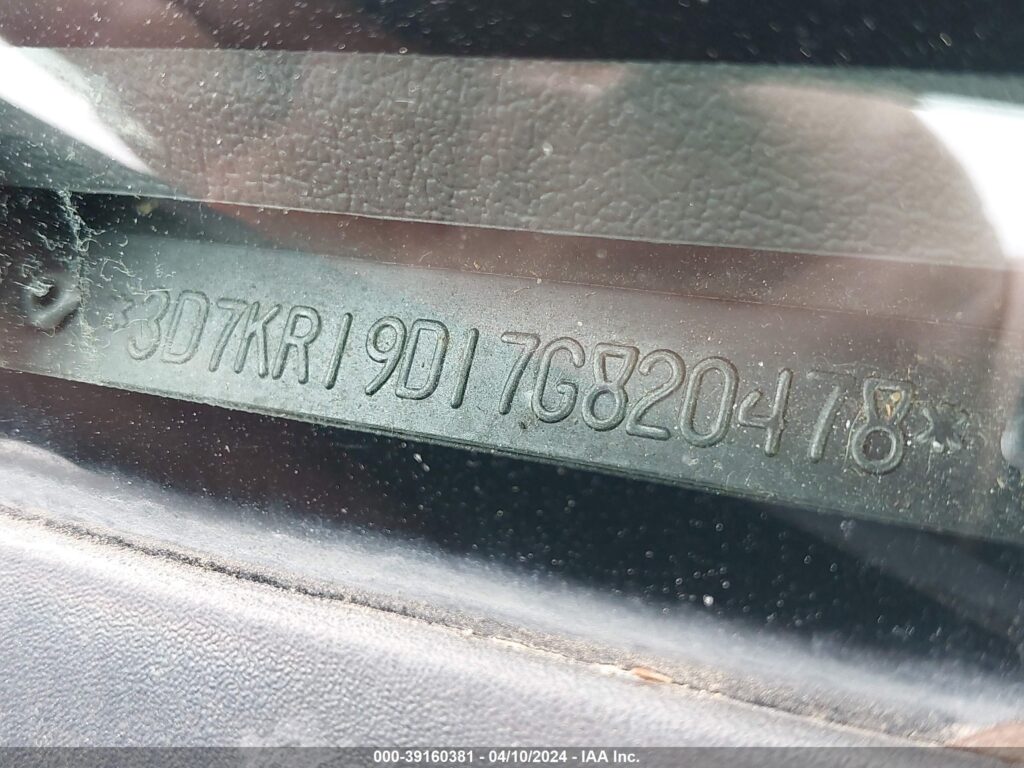 *3D7KR19D17G820478*
000-39160381 - 04/10/2024 - IAA Inc.